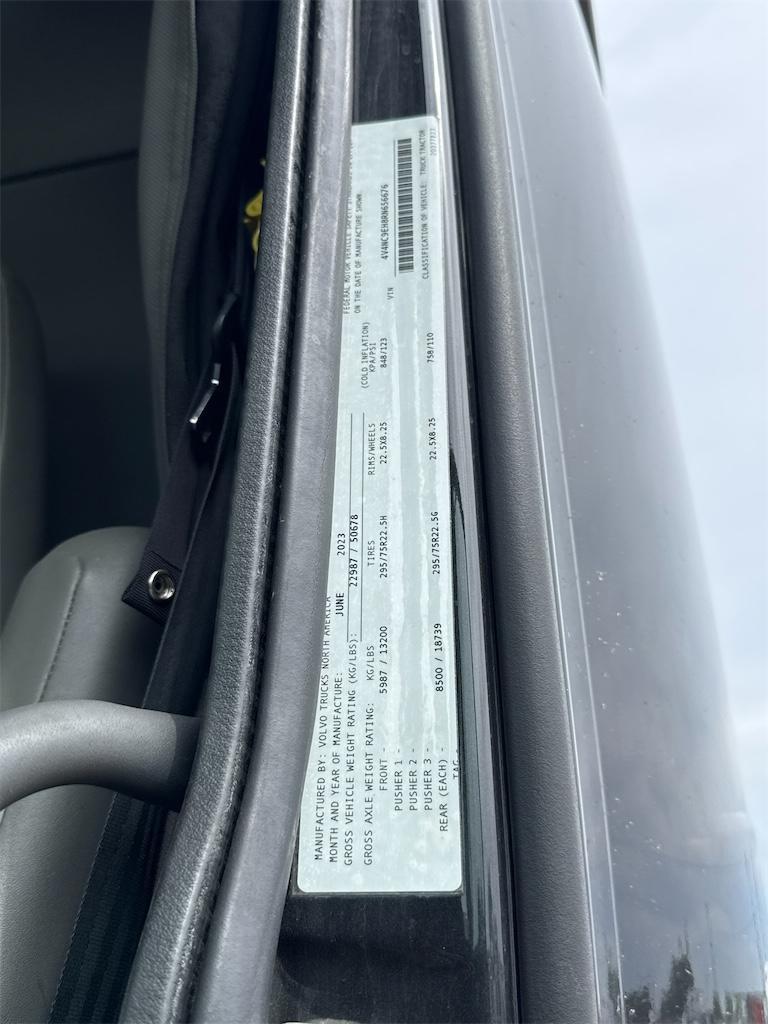 MANUFACTURED BY: VOLVO TRUCKS NORTH AMERICA
MONTH AND YEAR OF MANUFACTURE: JUNE 2023
GROSS VEHICLE WEIGHT RATING (KG/LBS): 22987 / 50678
GROSS AXLE WEIGHT RATING: KG/LBS TIRES RIMS/WHEELS (COLD INFLATION) KPA/PSI
FRONT - 5987 / 13200 295/75R22.5H 22.5X8.25 848/123
PUSHER 1 -
PUSHER 2 -
PUSHER 3 -
REAR (EACH) - 8500 / 18739 295/75R22.5G 22.5X8.25 758/110
TAG -
FEDERAL MOTOR VEHICLE SAFETY
ON THE DATE OF MANUFACTURE SHOWN.
VIN 4V4NC9EH8RN656676
CLASSIFICATION OF VEHICLE: TRUCK TRACTOR